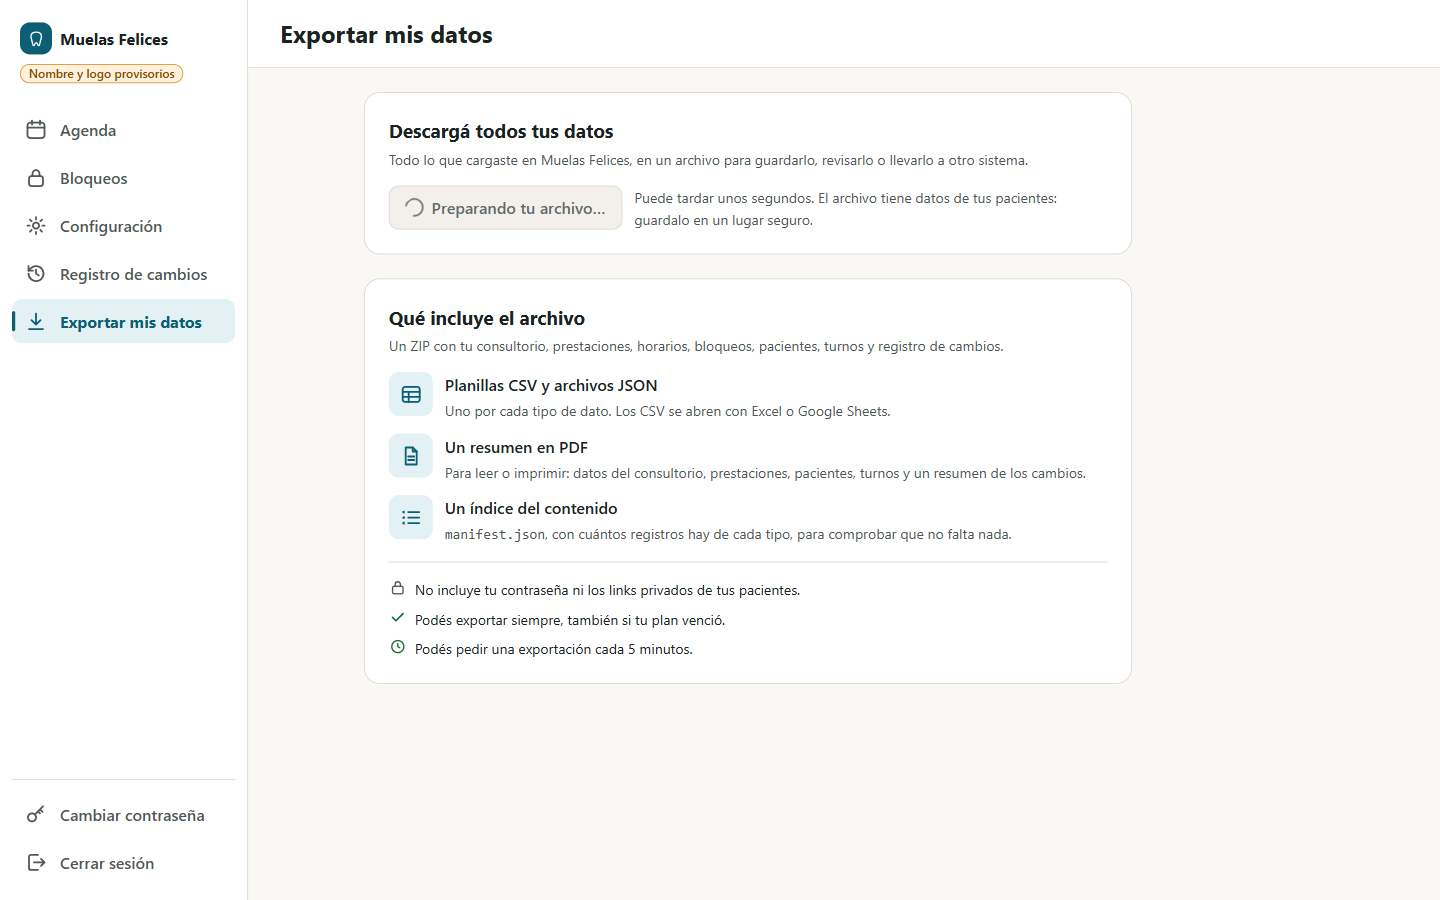 Muelas Felices
Nombre y logo provisorios
Agenda
Bloqueos
Configuración
Registro de cambios
Exportar mis datos
Cambiar contraseña
Cerrar sesión
Exportar mis datos
Descargá todos tus datos
Todo lo que cargaste en Muelas Felices, en un archivo para guardarlo, revisarlo o llevarlo a otro sistema.
Preparando tu archivo...
Puede tardar unos segundos. El archivo tiene datos de tus pacientes:
guardalo en un lugar seguro.
Qué incluye el archivo
Un ZIP con tu consultorio, prestaciones, horarios, bloqueos, pacientes, turnos y registro de cambios.
Planillas CSV y archivos JSON
Uno por cada tipo de dato. Los CSV se abren con Excel o Google Sheets.
Un resumen en PDF
Para leer o imprimir: datos del consultorio, prestaciones, pacientes, turnos y un resumen de los cambios.
Un índice del contenido
manifest.json, con cuántos registros hay de cada tipo, para comprobar que no falta nada.
No incluye tu contraseña ni los links privados de tus pacientes.
Podés exportar siempre, también si tu plan venció.
Podés pedir una exportación cada 5 minutos.